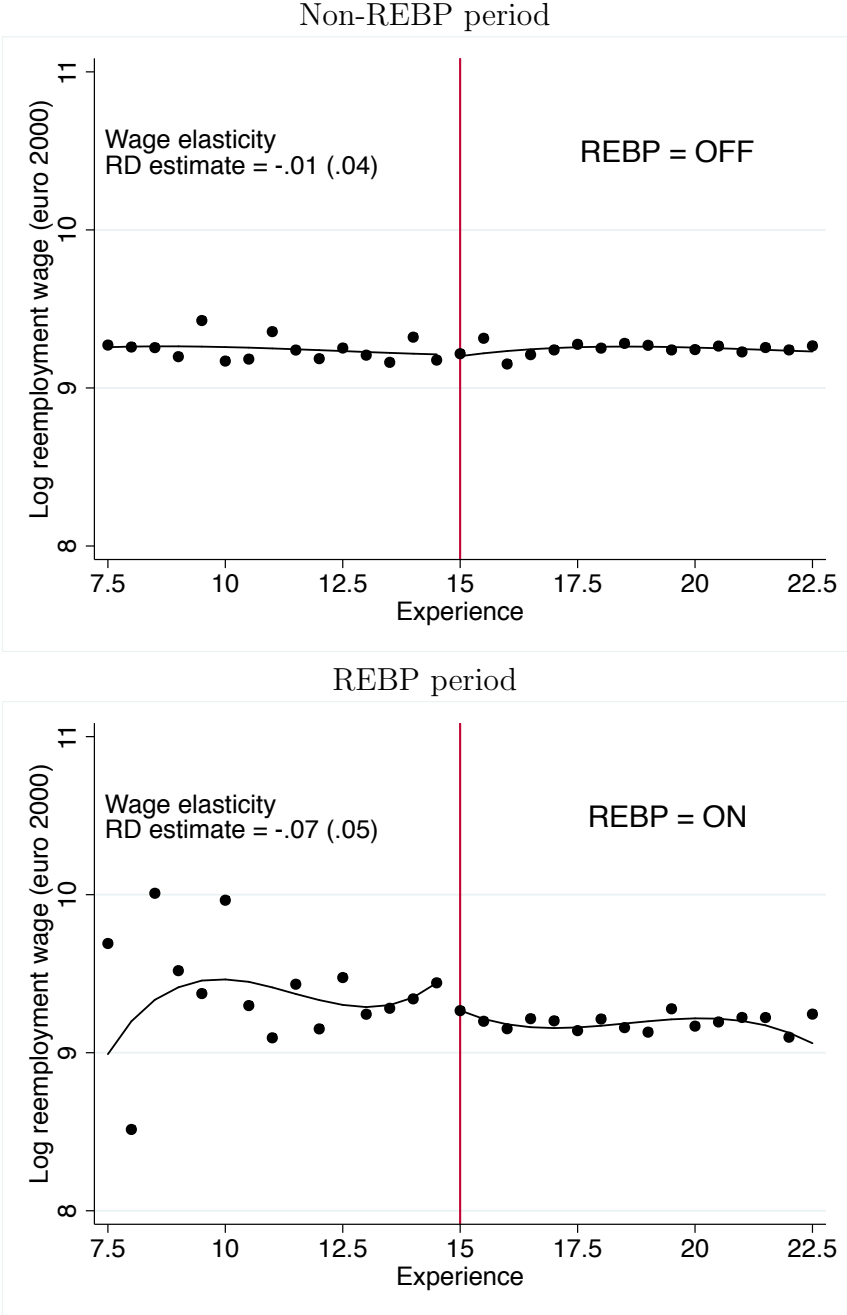 Non-REBP period
11
Wage elasticity
RD estimate = -.01 (.04)
REBP = OFF
Log reemployment wage (euro 2000)
10
9
8
7.5 10 12.5 15 17.5 20 22.5
Experience
REBP period
11
Wage elasticity
RD estimate = -.07 (.05)
REBP = ON
Log reemployment wage (euro 2000)
10
9
8
7.5 10 12.5 15 17.5 20 22.5
Experience